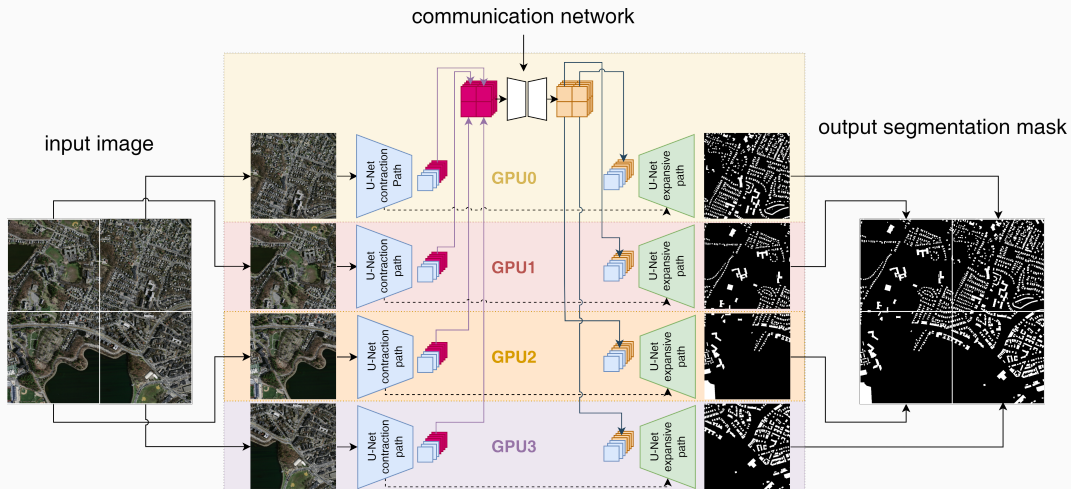 communication network
input image
output segmentation mask
U-Net
contraction
Path
GPU0
U-Net
expansive
path
U-Net
contraction
path
GPU1
U-Net
expansive
path
U-Net
contraction
path
GPU2
U-Net
expansive
path
U-Net
contraction
path
GPU3
U-Net
expansive
path